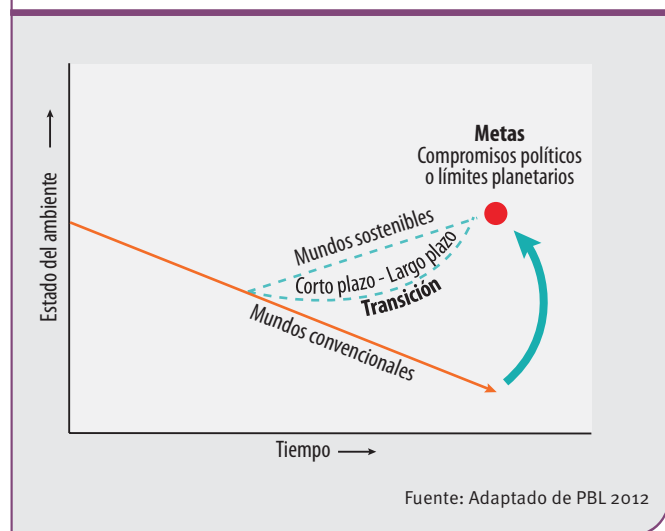 Estado del ambiente
Metas
Compromisos políticos
o límites planetarios
Mundos sostenibles
Corto plazo - Largo plazo
Transición
Mundos convencionales
Tiempo
Fuente: Adaptado de PBL 2012